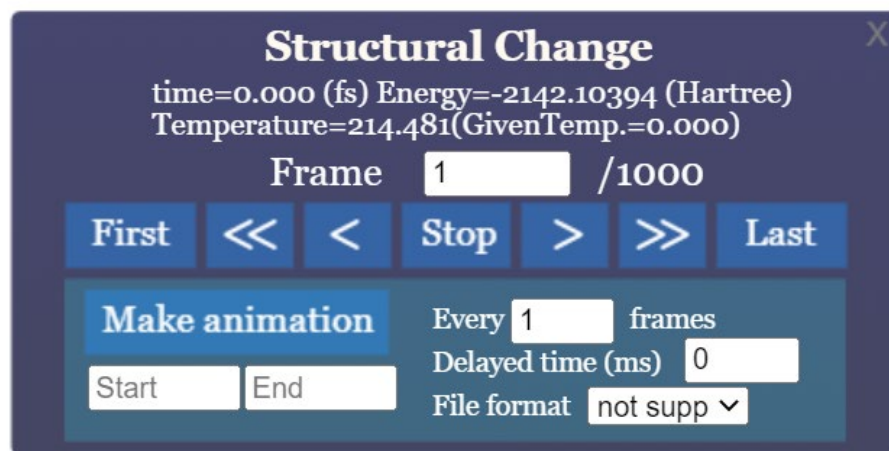 X
Structural Change
time=0.000 (fs) Energy=-2142.10394 (Hartree)
Temperature=214.481(GivenTemp.=0.000)
Frame 1 /1000
First << < Stop > >> Last
Make animation
Every 1 frames
Start End
Delayed time (ms) 0
File format not supp